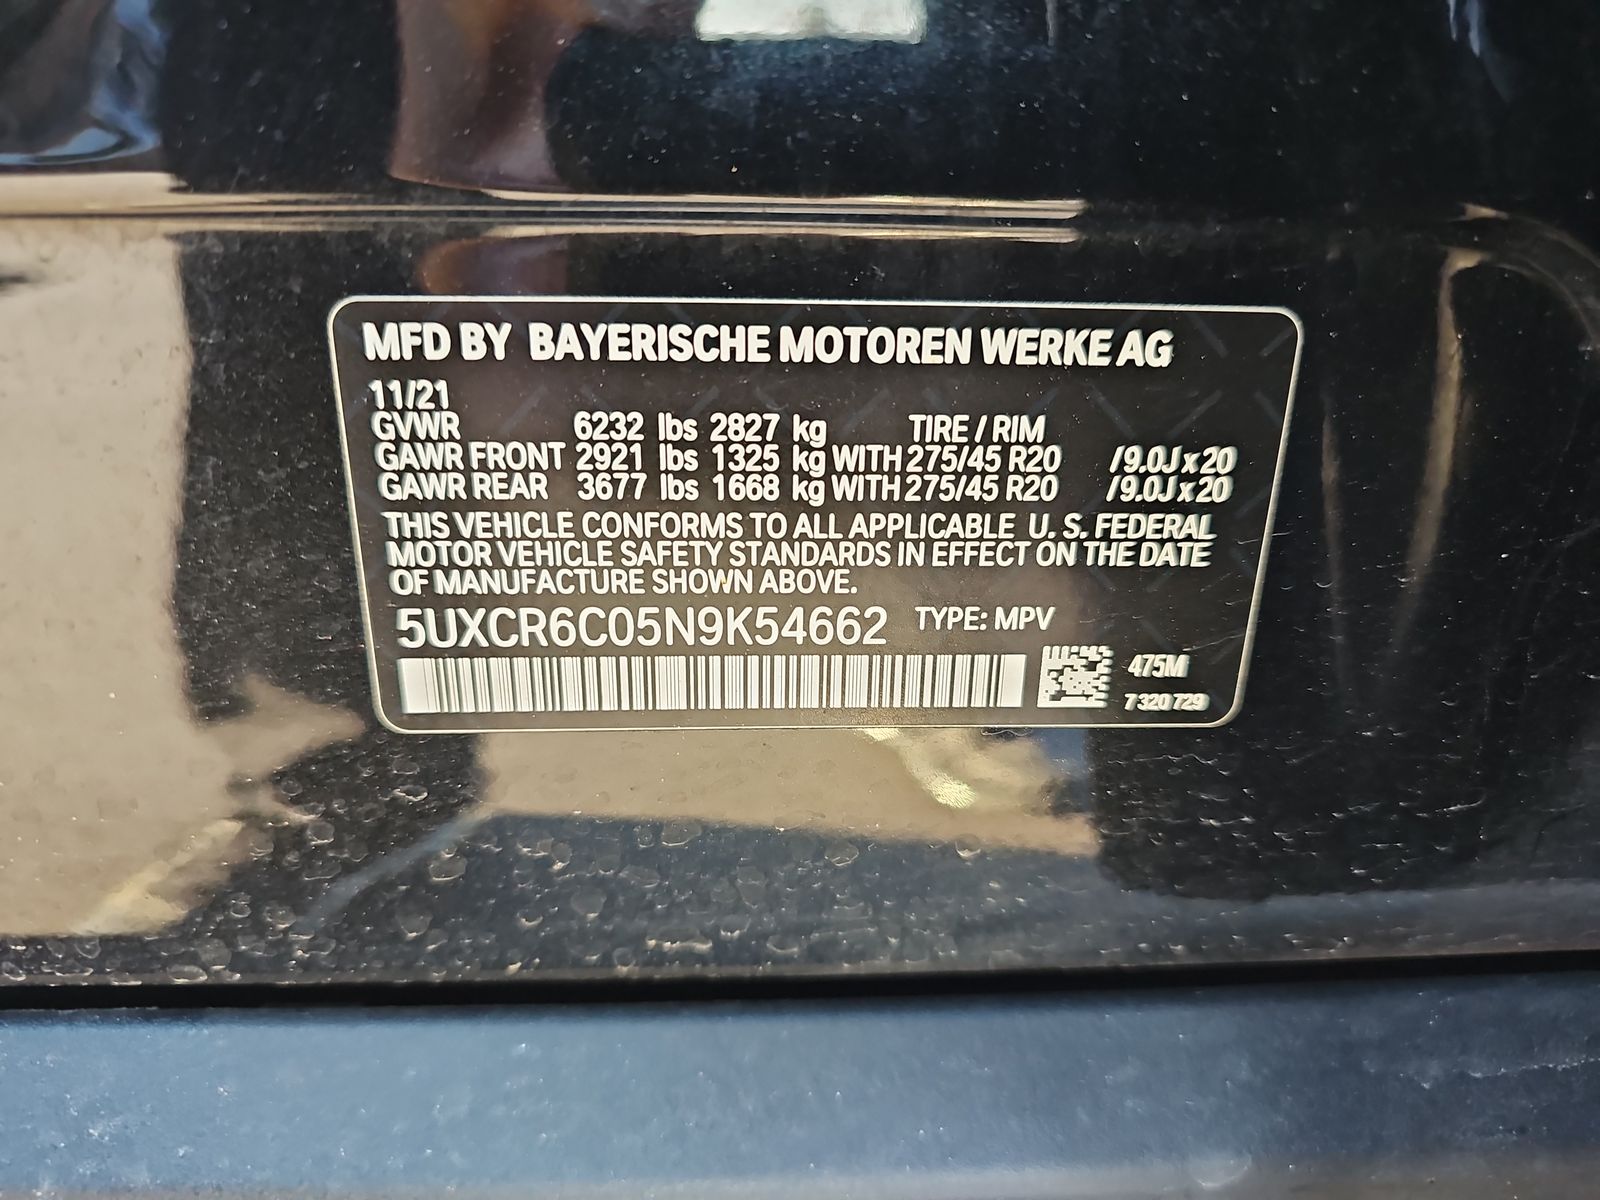 MFD BY BAYERISCHE MOTOREN WERKE AG
11/21
GVWR 6232 lbs 2827 kg TIRE / RIM
GAWR FRONT 2921 lbs 1325 kg WITH 275/45 R20 /9.0J x 20
GAWR REAR 3677 lbs 1668 kg WITH 275/45 R20 /9.0J x 20
THIS VEHICLE CONFORMS TO ALL APPLICABLE U. S. FEDERAL
MOTOR VEHICLE SAFETY STANDARDS IN EFFECT ON THE DATE
OF MANUFACTURE SHOWN ABOVE.
5UXCR6C05N9K54662 TYPE: MPV
475M
7320729